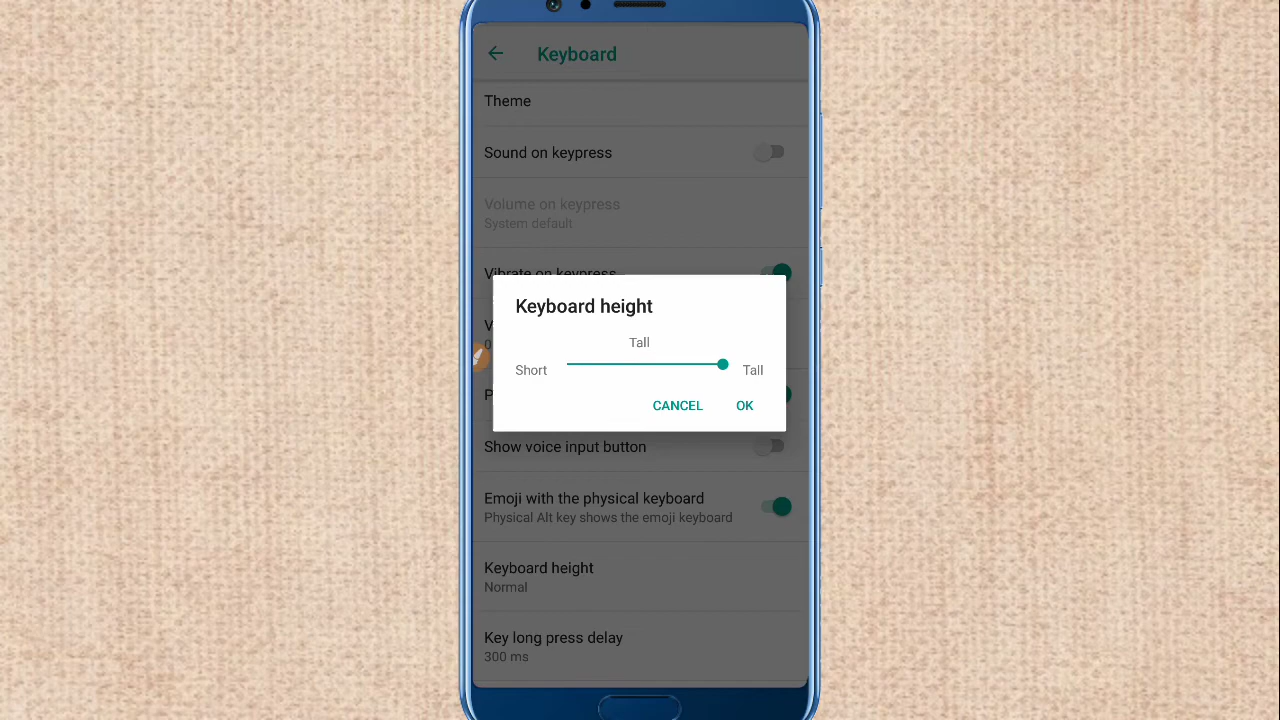 Keyboard
Theme
Sound on keypress
Volume on keypress
System default
Vibrate on keypress
Keyboard height
Tall
Short
Tall
CANCEL
OK
Show voice input button
Emoji with the physical keyboard
Physical Alt key shows the emoji keyboard
Keyboard height
Normal
Key long press delay
300 ms